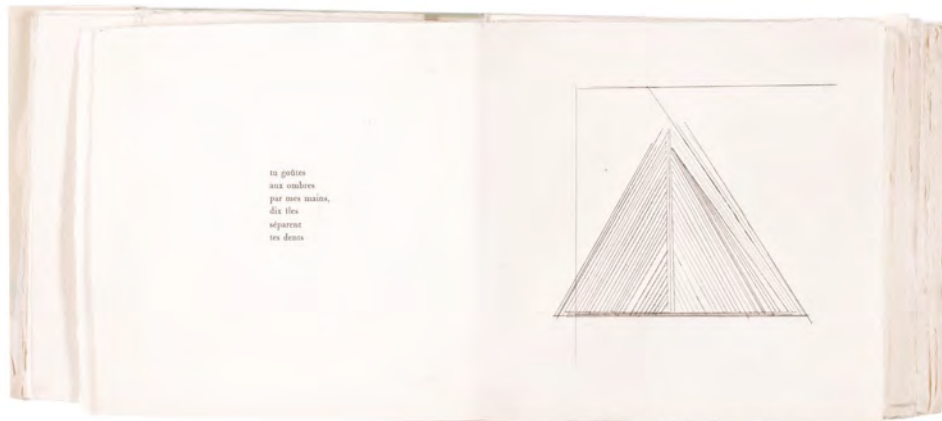 tu goûtes
aux ombres
par mes mains,
dix îles
séparent
tes dents